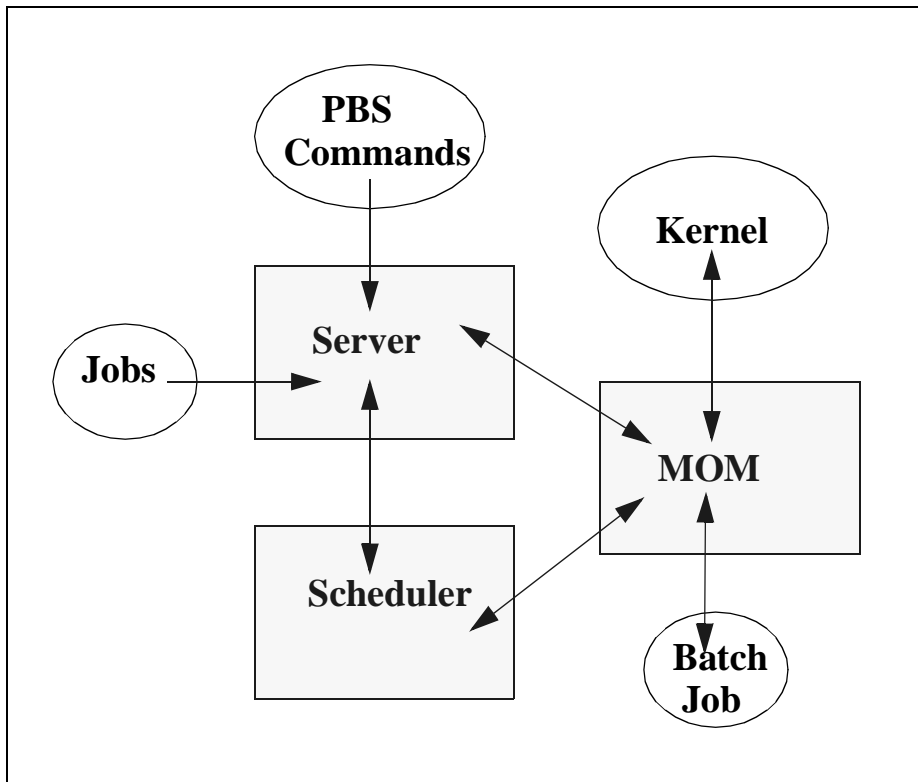 PBS
Commands
Kernel
Server
Jobs
MOM
Scheduler
Batch
Job